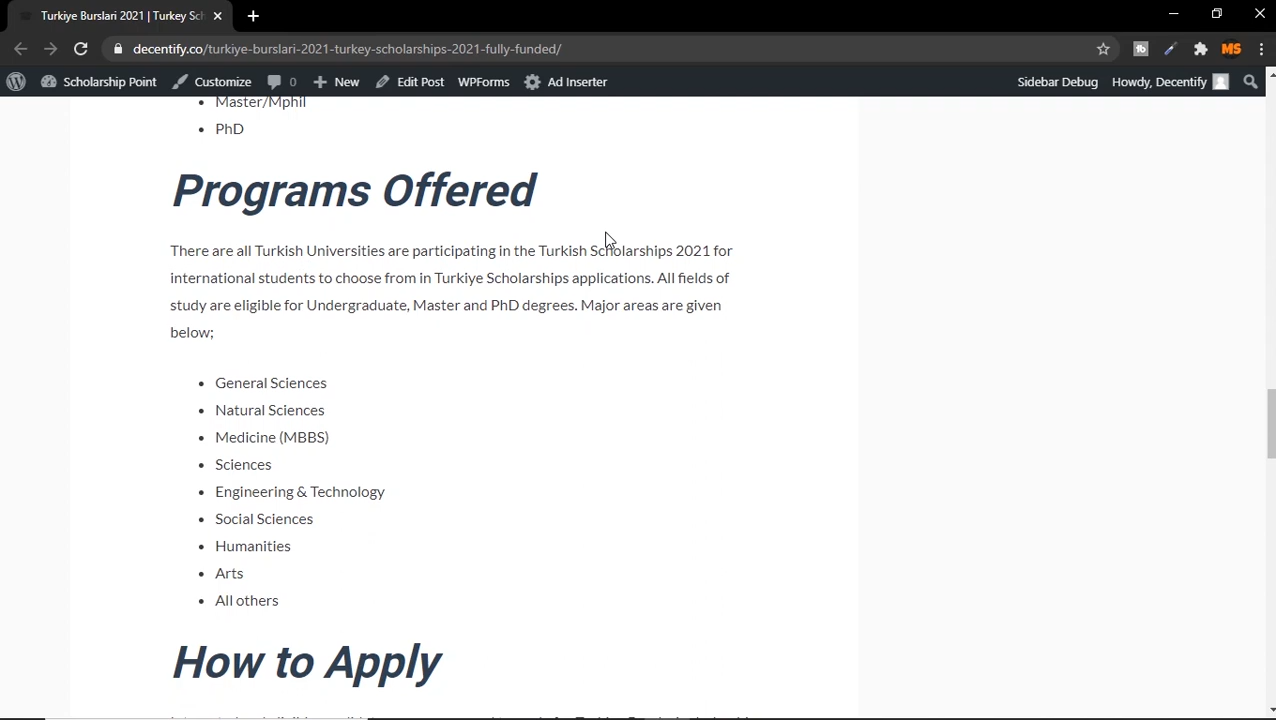 Turkiye Burslari 2021 | Turkey Sch
decentify.co/turkiye-burslari-2021-turkey-scholarships-2021-fully-funded/
MS
Scholarship Point Customize 0 New Edit Post WPForms Ad Inserter Sidebar Debug Howdy, Decentify
Master/Mphil
PhD
Programs Offered
There are all Turkish Universities are participating in the Turkish Scholarships 2021 for
international students to choose from in Turkiye Scholarships applications. All fields of
study are eligible for Undergraduate, Master and PhD degrees. Major areas are given
below;
General Sciences
Natural Sciences
Medicine (MBBS)
Sciences
Engineering & Technology
Social Sciences
Humanities
Arts
All others
How to Apply